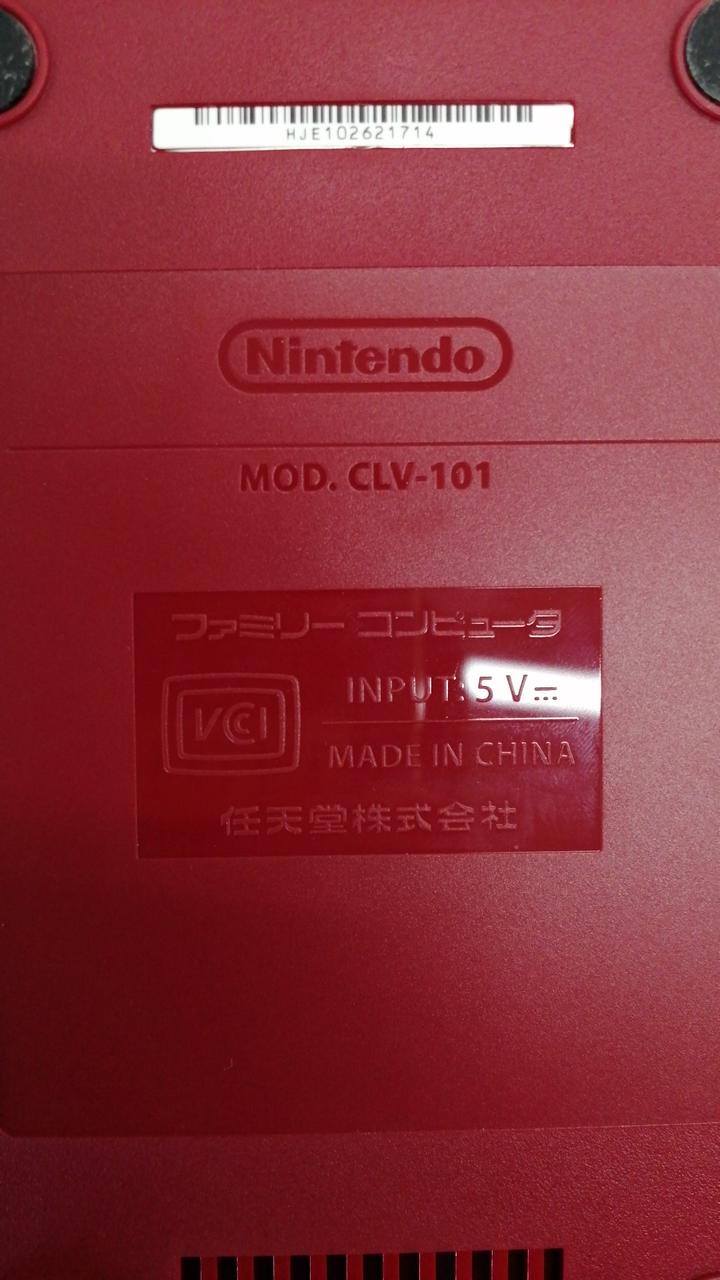 HJE102621714
Nintendo
MOD. CLV-101
ファミリーコンピュータ
VCI
INPUT: 5 V⎓
MADE IN CHINA
任天堂株式会社